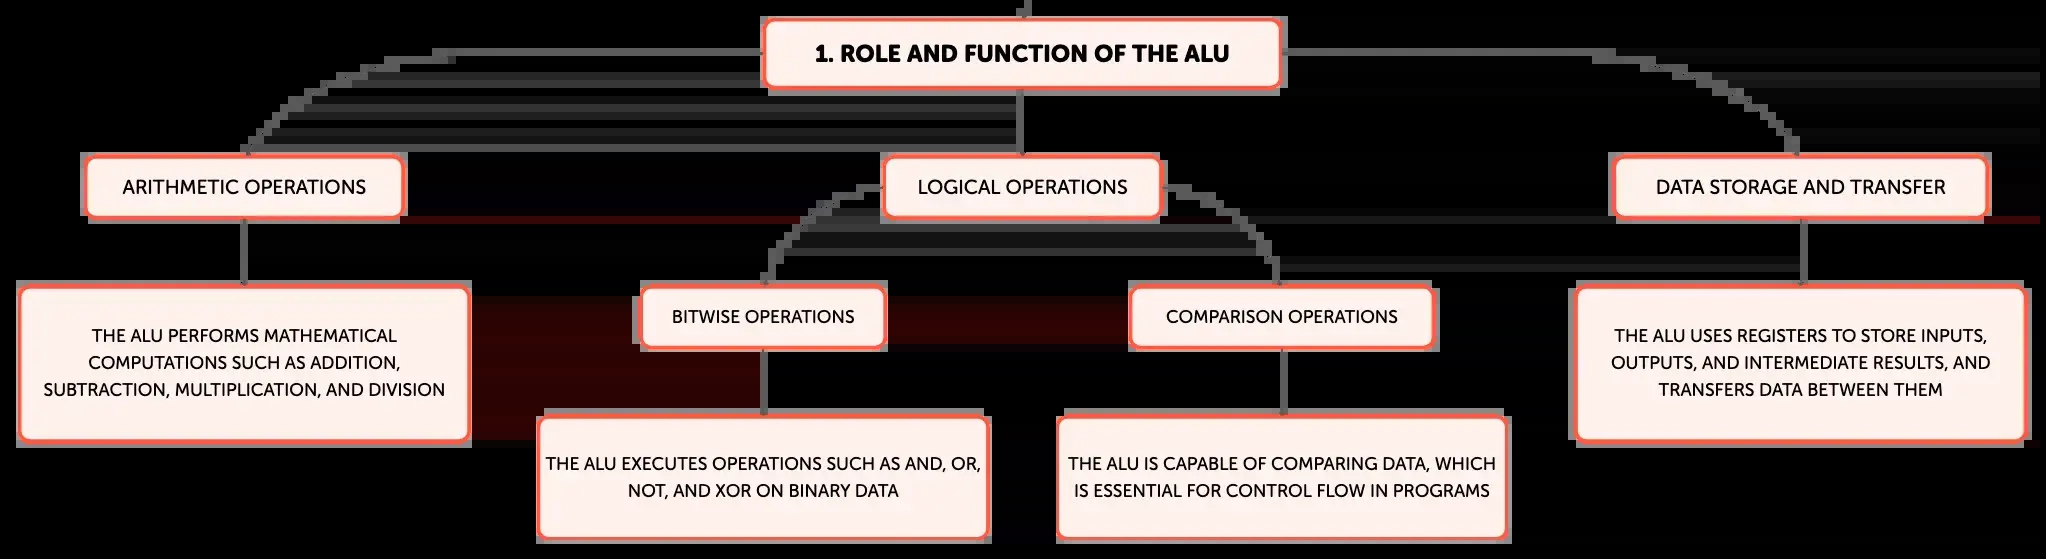 1. ROLE AND FUNCTION OF THE ALU
ARITHMETIC OPERATIONS
LOGICAL OPERATIONS
DATA STORAGE AND TRANSFER
THE ALU PERFORMS MATHEMATICAL
COMPUTATIONS SUCH AS ADDITION,
SUBTRACTION, MULTIPLICATION, AND DIVISION
BITWISE OPERATIONS
COMPARISON OPERATIONS
THE ALU USES REGISTERS TO STORE INPUTS,
OUTPUTS, AND INTERMEDIATE RESULTS, AND
TRANSFERS DATA BETWEEN THEM
THE ALU EXECUTES OPERATIONS SUCH AS AND, OR,
NOT, AND XOR ON BINARY DATA
THE ALU IS CAPABLE OF COMPARING DATA, WHICH
IS ESSENTIAL FOR CONTROL FLOW IN PROGRAMS